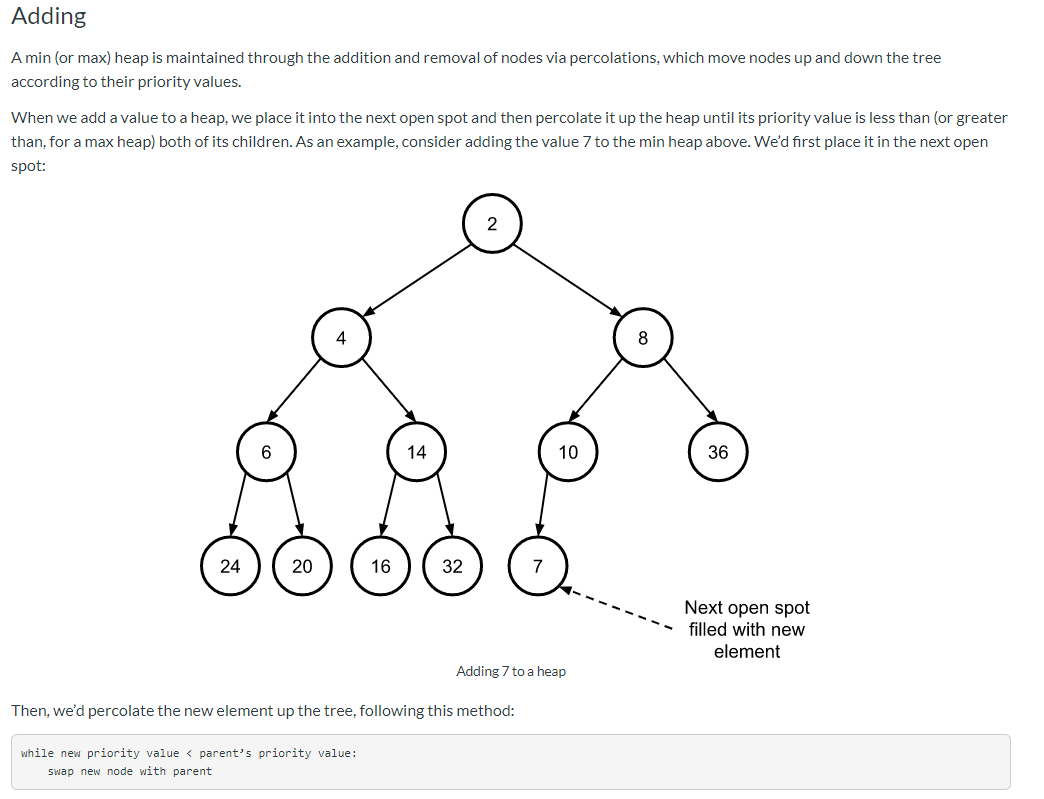 Adding
A min (or max) heap is maintained through the addition and removal of nodes via percolations, which move nodes up and down the tree
according to their priority values.
When we add a value to a heap, we place it into the next open spot and then percolate it up the heap until its priority value is less than (or greater
than, for a max heap) both of its children. As an example, consider adding the value 7 to the min heap above. We'd first place it in the next open
spot:
2
4 8
6 14 10 36
24 20 16 32 7
Next open spot
filled with new
element
Adding 7 to a heap
Then, we'd percolate the new element up the tree, following this method:
while new priority value < parent’s priority value:
swap new node with parent